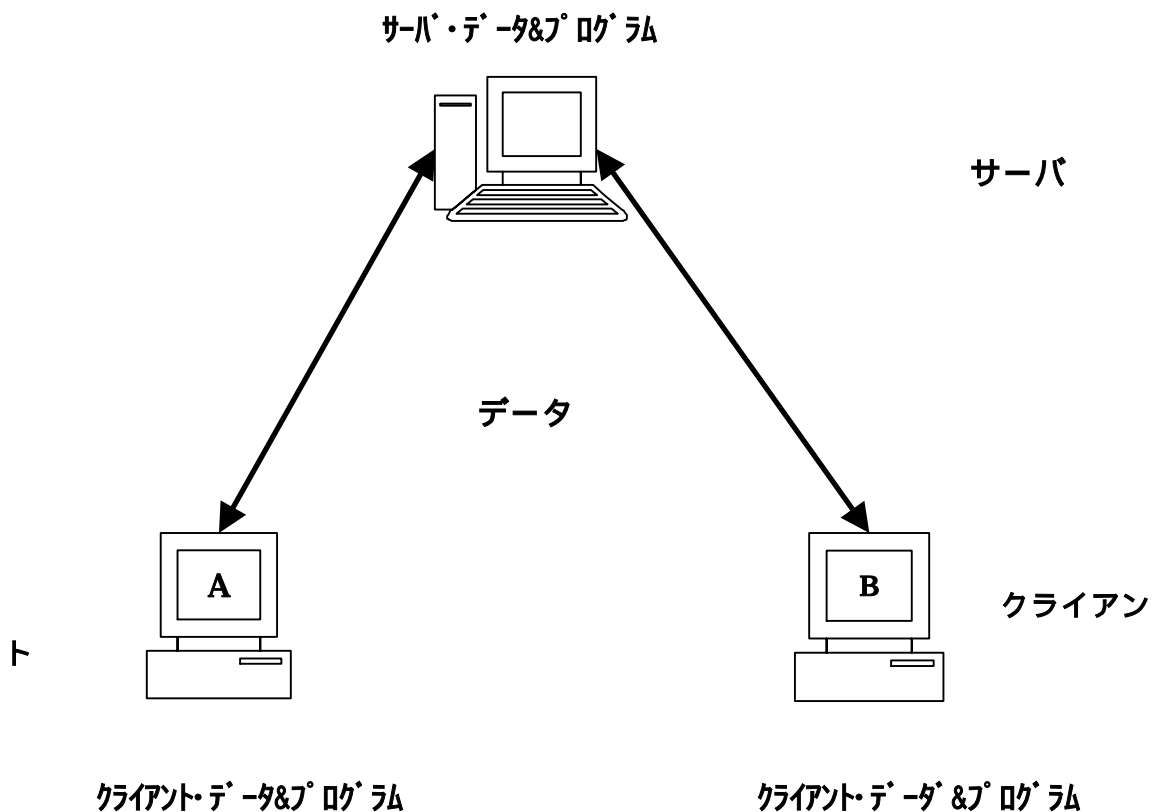 サーバ・データ&プログラム
サーバ
データ
A
B
クライアン
ト
クライアント・データ&プログラム
クライアント・デーダ&プログラム